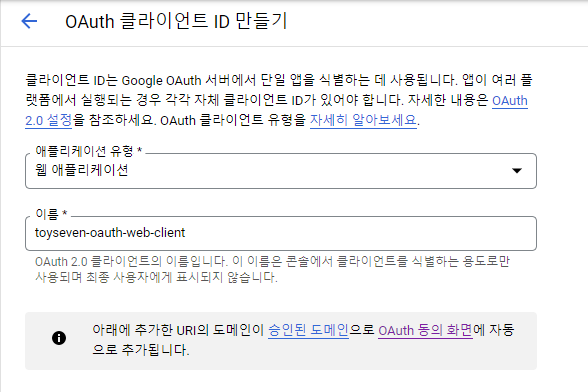 OAuth 클라이언트 ID 만들기
클라이언트 ID는 Google OAuth 서버에서 단일 앱을 식별하는 데 사용됩니다. 앱이 여러 플
랫폼에서 실행되는 경우 각각 자체 클라이언트 ID가 있어야 합니다. 자세한 내용은 OAuth
2.0 설정을 참조하세요. OAuth 클라이언트 유형을 자세히 알아보세요.
애플리케이션 유형 *
웹 애플리케이션
이름 *
toyseven-oauth-web-client
OAuth 2.0 클라이언트의 이름입니다. 이 이름은 콘솔에서 클라이언트를 식별하는 용도로만
사용되며 최종 사용자에게 표시되지 않습니다.
아래에 추가한 URI의 도메인이 승인된 도메인으로 OAuth 동의 화면에 자동
으로 추가됩니다.